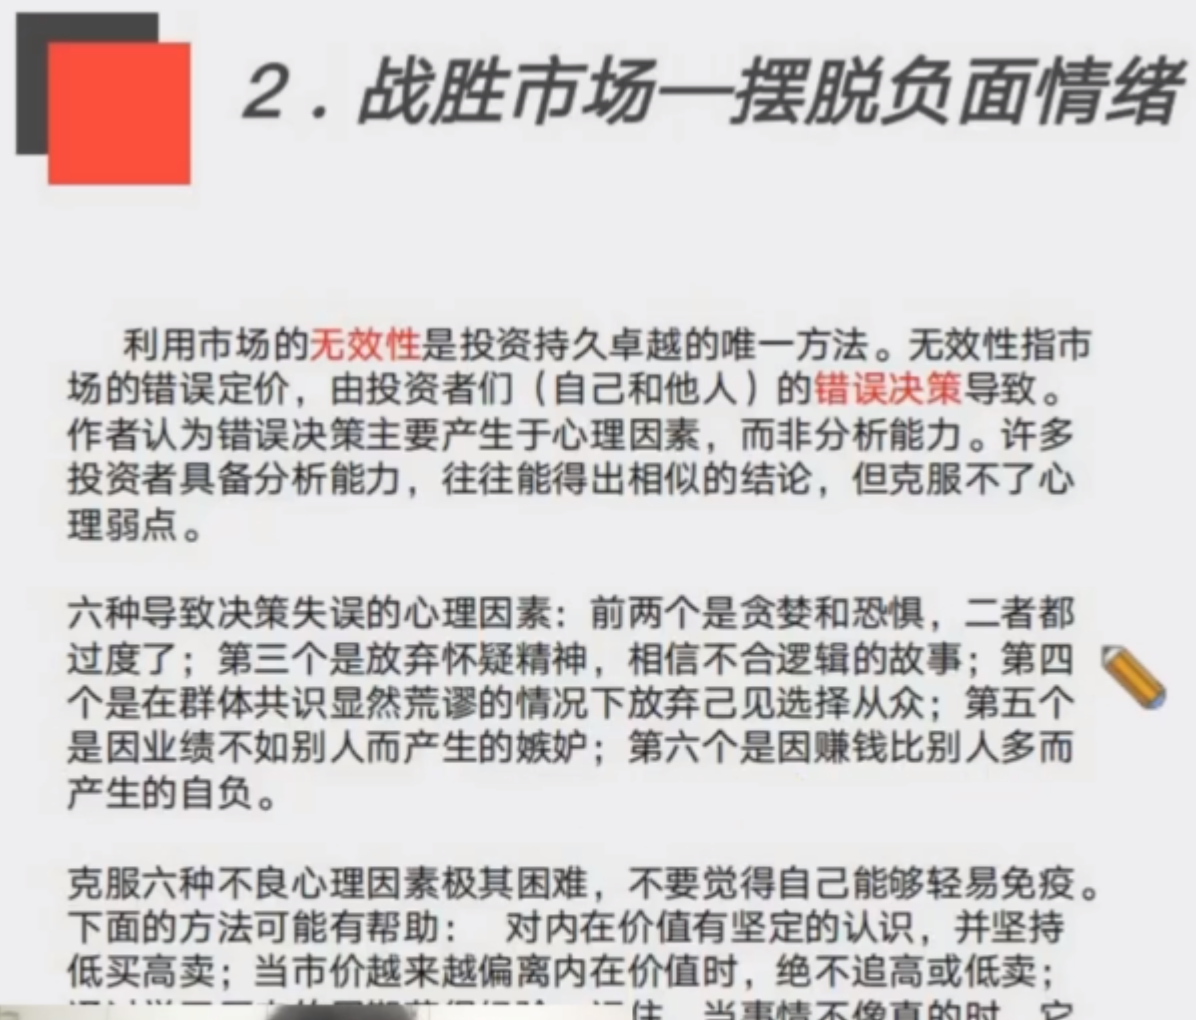 2．战胜市场—摆脱负面情绪
利用市场的无效性是投资持久卓越的唯一方法。无效性指市
场的错误定价，由投资者们（自己和他人）的错误决策导致。
作者认为错误决策主要产生于心理因素，而非分析能力。许多
投资者具备分析能力，往往能得出相似的结论，但克服不了心
理弱点。
六种导致决策失误的心理因素：前两个是贪婪和恐惧，二者都
过度了；第三个是放弃怀疑精神，相信不合逻辑的故事；第四
个是在群体共识显然荒谬的情况下放弃己见选择从众；第五个
是因业绩不如别人而产生的嫉妒；第六个是因赚钱比别人多而
产生的自负。
克服六种不良心理因素极其困难，不要觉得自己能够轻易免疫。
下面的方法可能有帮助： 对内在价值有坚定的认识，并坚持
低买高卖；当市价越来越偏离内在价值时，绝不追高或低卖；
记住，当事情不像真的时，它